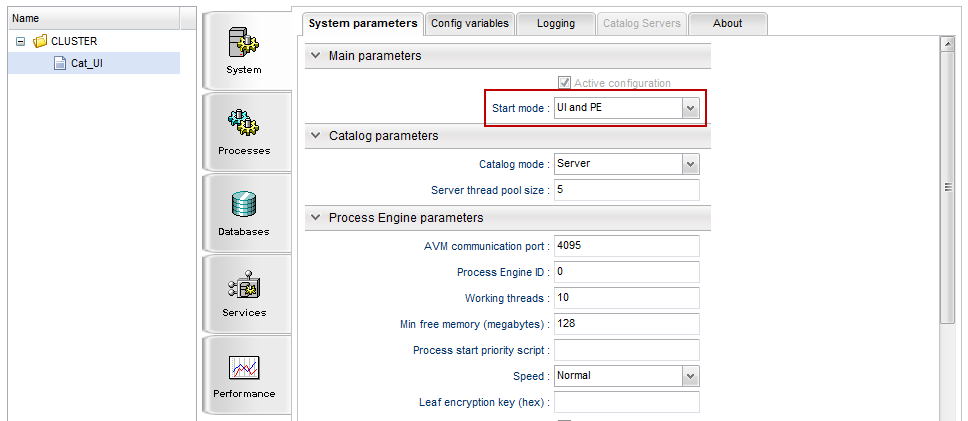 Name
CLUSTER
Cat_UI
System
Processes
Databases
Services
Performance
System parameters
Config variables
Logging
Catalog Servers
About
Main parameters
Active configuration
Start mode : UI and PE
Catalog parameters
Catalog mode : Server
Server thread pool size : 5
Process Engine parameters
AVM communication port : 4095
Process Engine ID : 0
Working threads : 10
Min free memory (megabytes) : 128
Process start priority script :
Speed : Normal
Leaf encryption key (hex) :